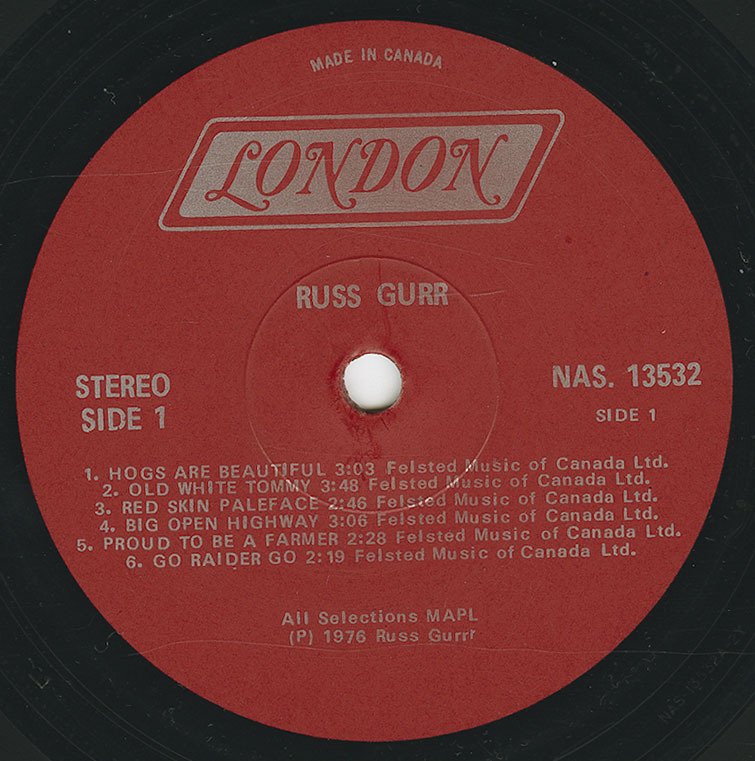 MADE IN CANADA
LONDON
RUSS GURR
STEREO
SIDE 1
NAS. 13532
SIDE 1
1. HOGS ARE BEAUTIFUL 3:03 Felsted Music of Canada Ltd.
2. OLD WHITE TOMMY 3:48 Felsted Music of Canada Ltd.
3. RED SKIN PALEFACE 2:46 Felsted Music of Canada Ltd.
4. BIG OPEN HIGHWAY 3:06 Felsted Music of Canada Ltd.
5. PROUD TO BE A FARMER 2:28 Felsted Music of Canada Ltd.
6. GO RAIDER GO 2:19 Felsted Music of Canada Ltd.
All Selections MAPL
(P) 1976 Russ Gurrr